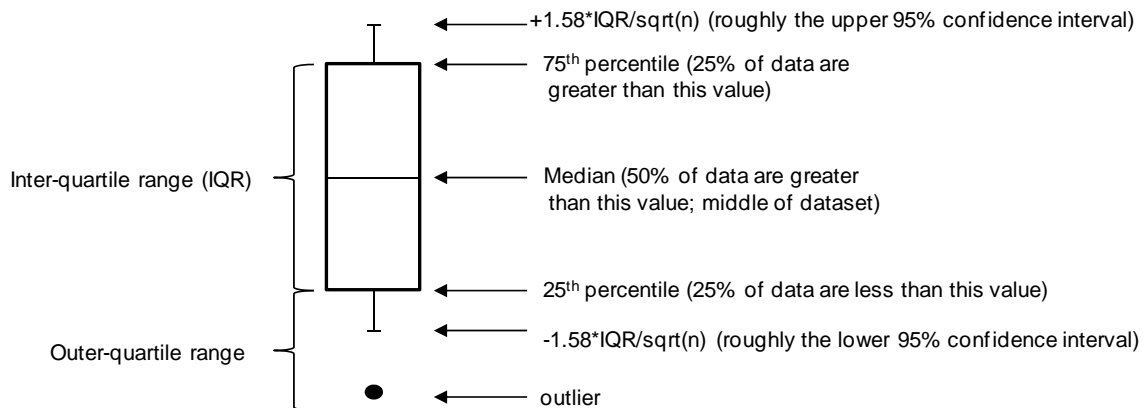 +1.58*IQR/sqrt(n) (roughly the upper 95% confidence interval)
75th percentile (25% of data are
greater than this value)
Inter-quartile range (IQR)
Median (50% of data are greater
than this value; middle of dataset)
25th percentile (25% of data are less than this value)
-1.58*IQR/sqrt(n) (roughly the lower 95% confidence interval)
Outer-quartile range
outlier